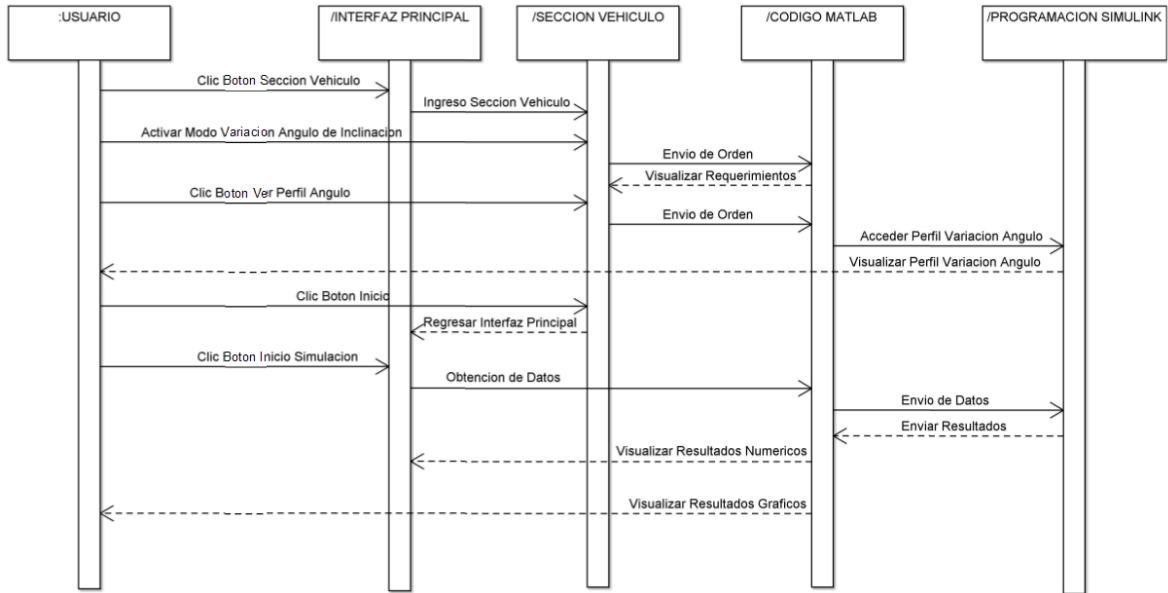 :USUARIO
/INTERFAZ PRINCIPAL
/SECCION VEHICULO
/CODIGO MATLAB
/PROGRAMACION SIMULINK
Clic Boton Seccion Vehiculo
Ingreso Seccion Vehiculo
Activar Modo Variacion Angulo de Inclinacion
Envio de Orden
Visualizar Requerimientos
Clic Boton Ver Perfil Angulo
Envio de Orden
Acceder Perfil Variacion Angulo
Visualizar Perfil Variacion Angulo
Clic Boton Inicio
Regresar Interfaz Principal
Clic Boton Inicio Simulacion
Obtencion de Datos
Envio de Datos
Enviar Resultados
Visualizar Resultados Numericos
Visualizar Resultados Graficos